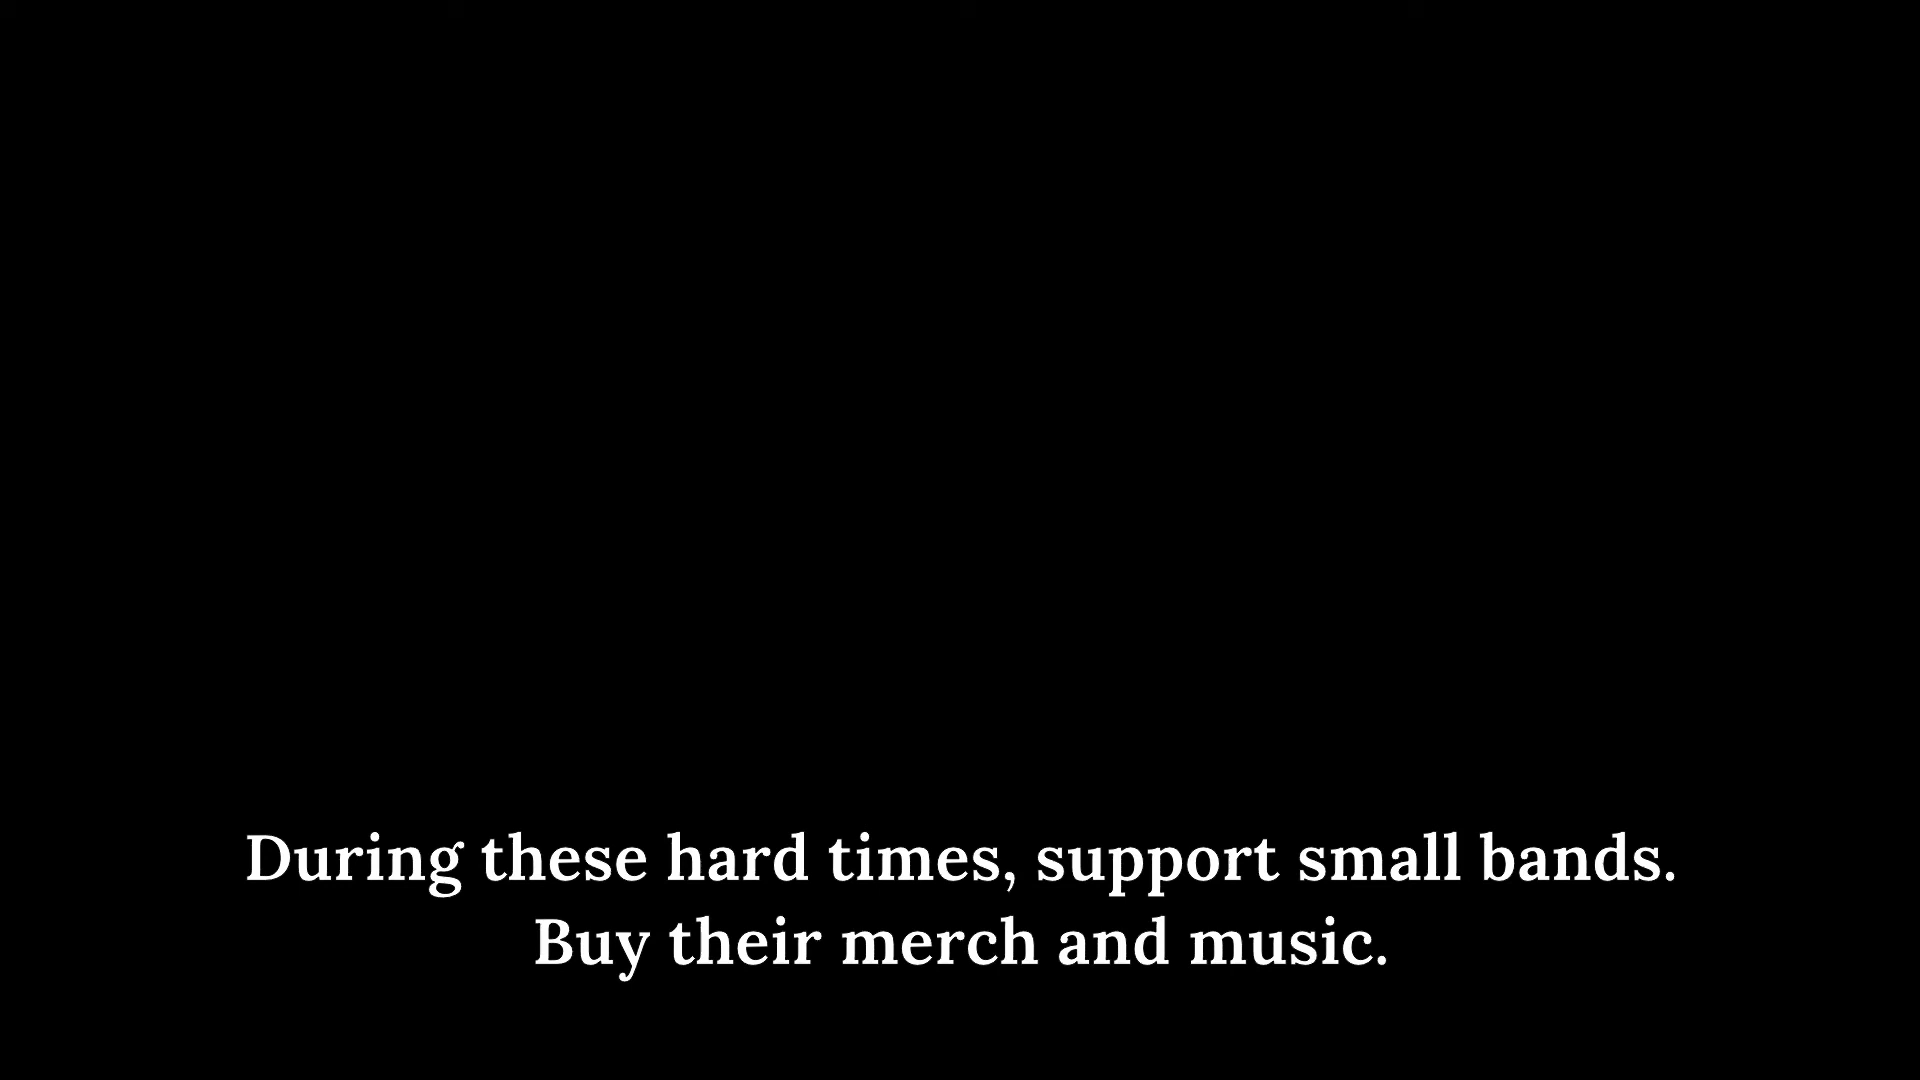 During these hard times, support small bands.
Buy their merch and music.